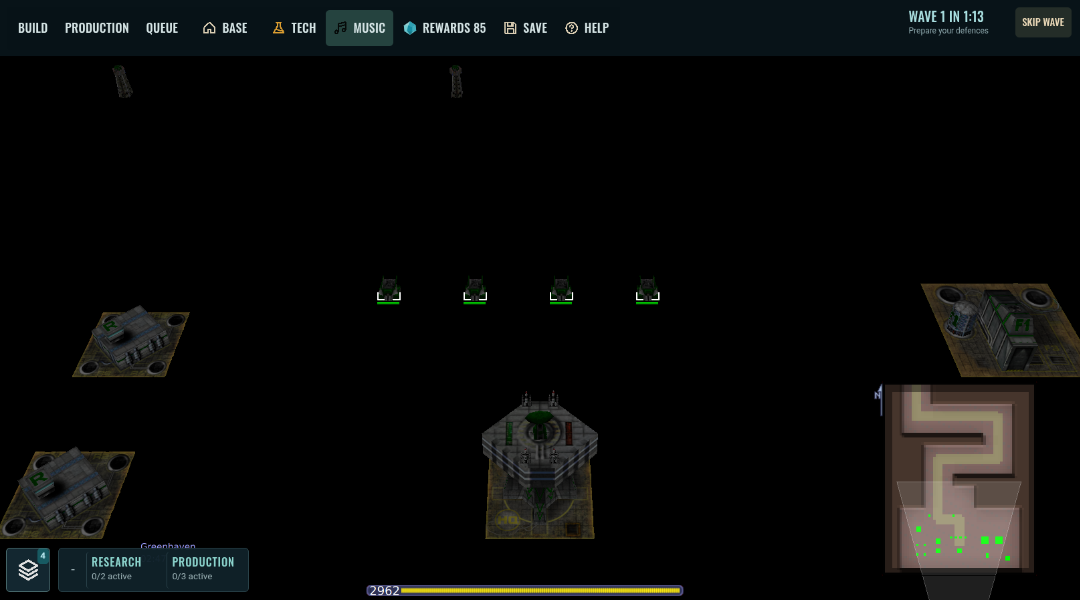 BUILD PRODUCTION QUEUE BASE TECH MUSIC REWARDS 85 SAVE HELP
WAVE 1 IN 1:13
Prepare your defences
SKIP WAVE
R
Ff
R
N
Greenhaven
4
- RESEARCH PRODUCTION
0/2 active 0/3 active
2962